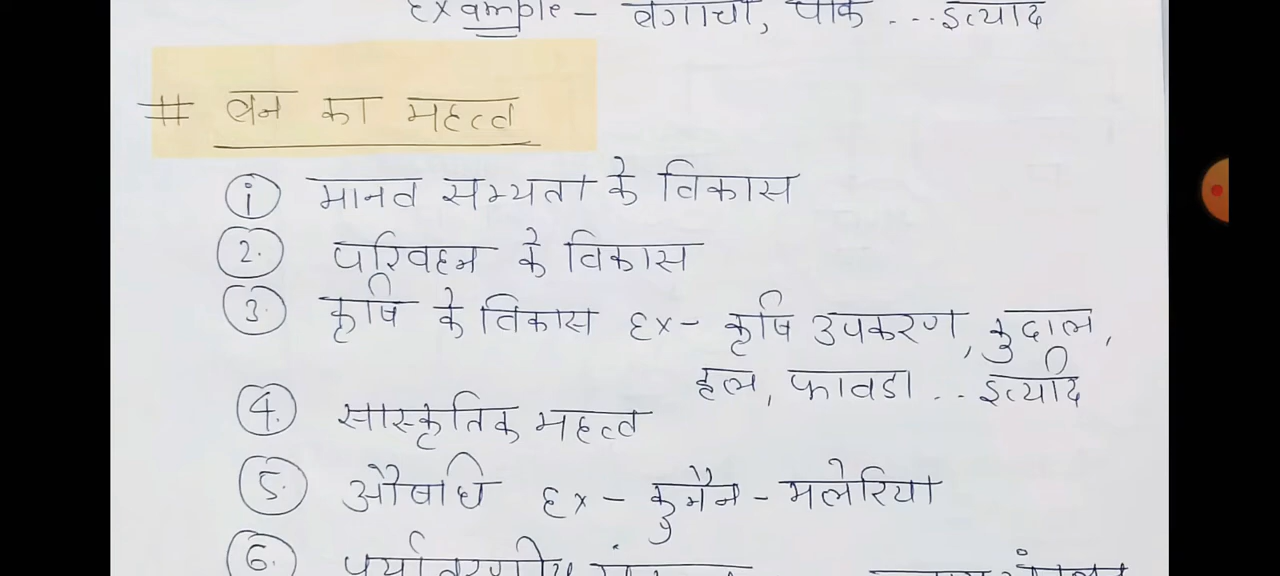 Example - बगीचा, पार्क ... इत्यादि
# वन का महत्त्व
① मानव सभ्यता के विकास
2. परिवहन के विकास
3. कृषि के विकास Ex - कृषि उपकरण, कुदाल,
हल, फावडा .. इत्यादि
4. सास्कृतिक महत्त्व
5. औषधि Ex - कुनैन - मलेरिया
6. पर्यावरणीय